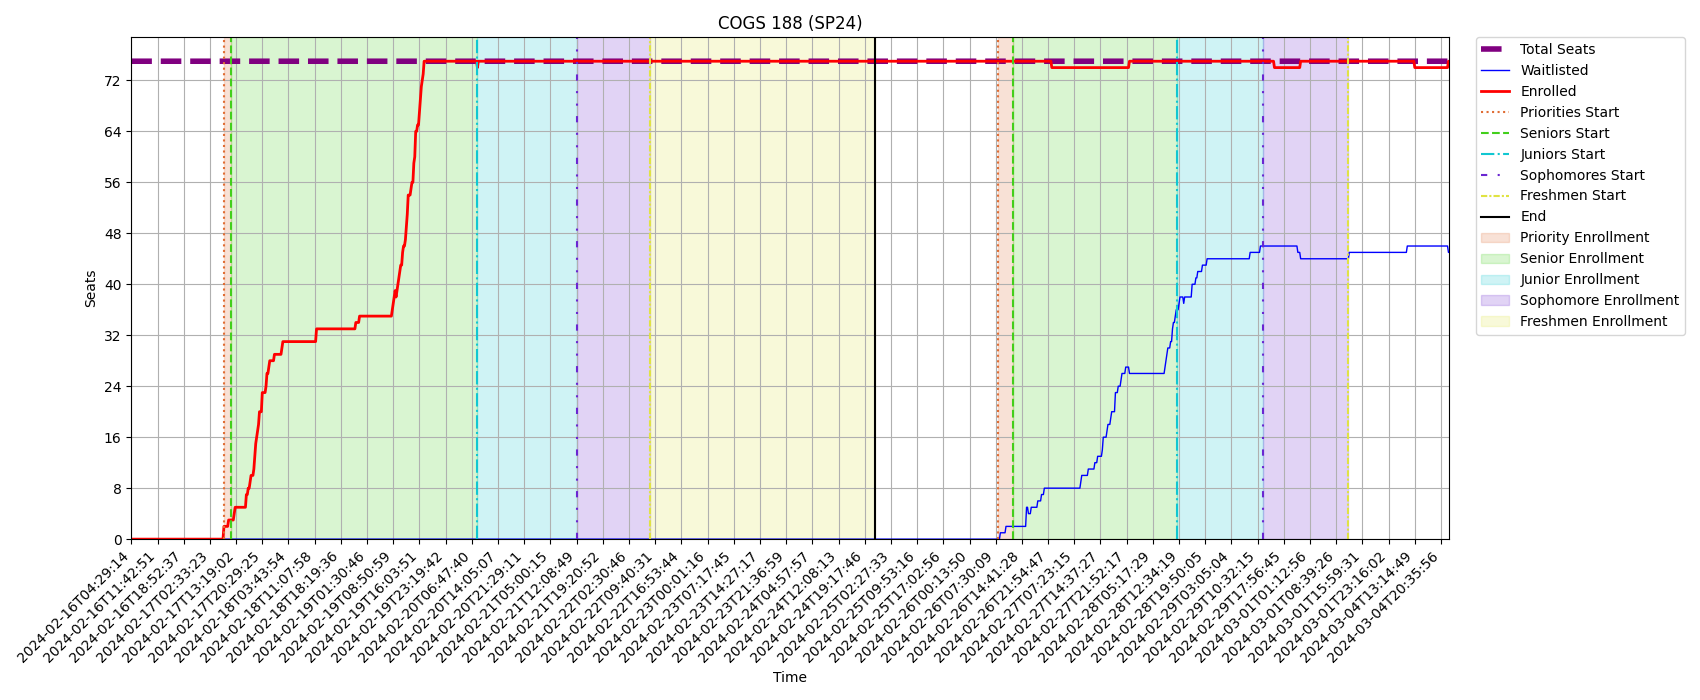 COGS 188 (SP24)
Seats
72
64
56
48
40
32
24
16
8
0
2024-02-16T04:29:14
2024-02-16T11:42:51
2024-02-16T18:52:37
2024-02-17T02:33:23
2024-02-17T13:19:02
2024-02-17T20:29:25
2024-02-18T03:43:54
2024-02-18T11:07:58
2024-02-18T18:19:36
2024-02-19T01:30:46
2024-02-19T08:50:59
2024-02-19T16:03:51
2024-02-19T23:19:42
2024-02-20T06:47:40
2024-02-20T14:05:07
2024-02-20T21:29:11
2024-02-21T05:00:15
2024-02-21T12:08:49
2024-02-21T19:20:52
2024-02-22T02:30:46
2024-02-22T09:40:31
2024-02-22T16:53:44
2024-02-23T00:01:16
2024-02-23T07:17:45
2024-02-23T14:27:17
2024-02-23T21:36:59
2024-02-24T04:57:57
2024-02-24T12:08:13
2024-02-24T19:17:46
2024-02-25T02:27:33
2024-02-25T09:53:16
2024-02-25T17:02:56
2024-02-26T00:13:50
2024-02-26T07:30:09
2024-02-26T14:41:28
2024-02-26T21:54:47
2024-02-27T07:23:15
2024-02-27T14:37:27
2024-02-27T21:52:17
2024-02-28T05:17:29
2024-02-28T12:34:19
2024-02-28T19:50:05
2024-02-29T03:05:04
2024-02-29T10:32:15
2024-02-29T17:56:45
2024-03-01T01:12:56
2024-03-01T08:39:26
2024-03-01T15:59:31
2024-03-01T23:16:02
2024-03-04T13:14:49
2024-03-04T20:35:56
Time
Total Seats
Waitlisted
Enrolled
Priorities Start
Seniors Start
Juniors Start
Sophomores Start
Freshmen Start
End
Priority Enrollment
Senior Enrollment
Junior Enrollment
Sophomore Enrollment
Freshmen Enrollment